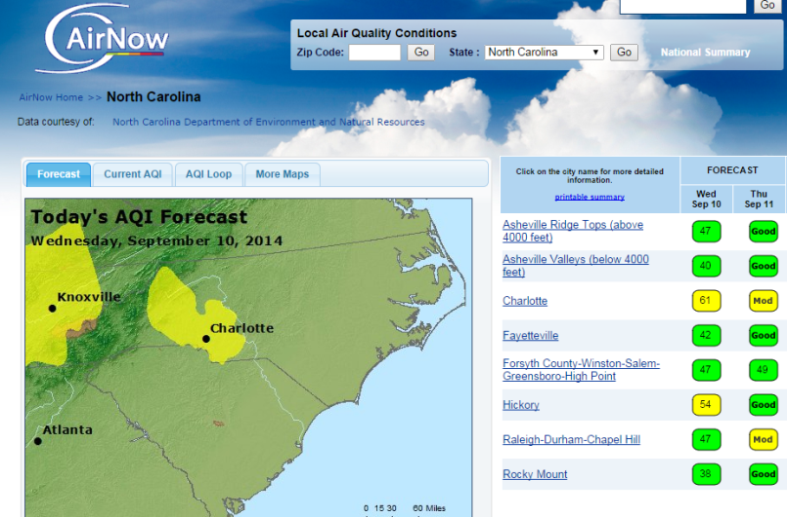 Go
AirNow
Local Air Quality Conditions
Zip Code: Go State : North Carolina Go National Summary
AirNow Home >> North Carolina
Data courtesy of: North Carolina Department of Environment and Natural Resources
Forecast Current AQI AQI Loop More Maps
Click on the city name for more detailed
information.
printable summary
FORECAST
Wed
Sep 10
Thu
Sep 11
Today's AQI Forecast
Wednesday, September 10, 2014
Knoxville
Charlotte
Atlanta
0 15 30 60 Miles
Asheville Ridge Tops (above
4000 feet) 47 Good
Asheville Valleys (below 4000
feet) 40 Good
Charlotte 61 Mod
Fayetteville 42 Good
Forsyth County-Winston-Salem-
Greensboro-High Point 47 49
Hickory 54 Good
Raleigh-Durham-Chapel Hill 47 Mod
Rocky Mount 38 Good